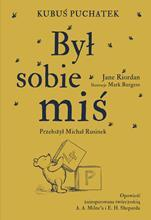 KUBUŚ PUCHATEK
Był
sobie
miś
Jane Riordan
Ilustracje Mark Burgess
Przełożył Michał Rusinek
P
Opowieść
zainspirowana twórczością
A. A. Milne'a i E. H. Sheparda